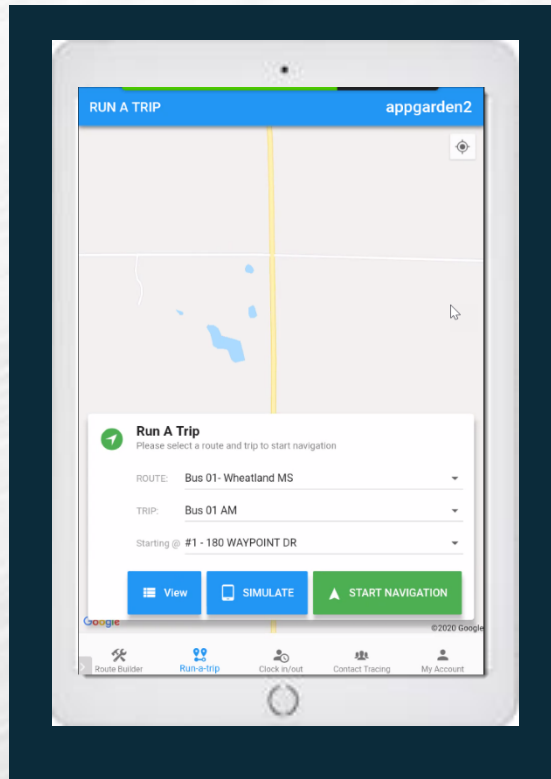 RUN A TRIP appgarden2
Run A Trip
Please select a route and trip to start navigation
ROUTE: Bus 01- Wheatland MS
TRIP: Bus 01 AM
Starting @ #1 - 180 WAYPOINT DR
View SIMULATE START NAVIGATION
Google ©2020 Google
Route Builder Run-a-trip Clock in/out Contact Tracing My Account